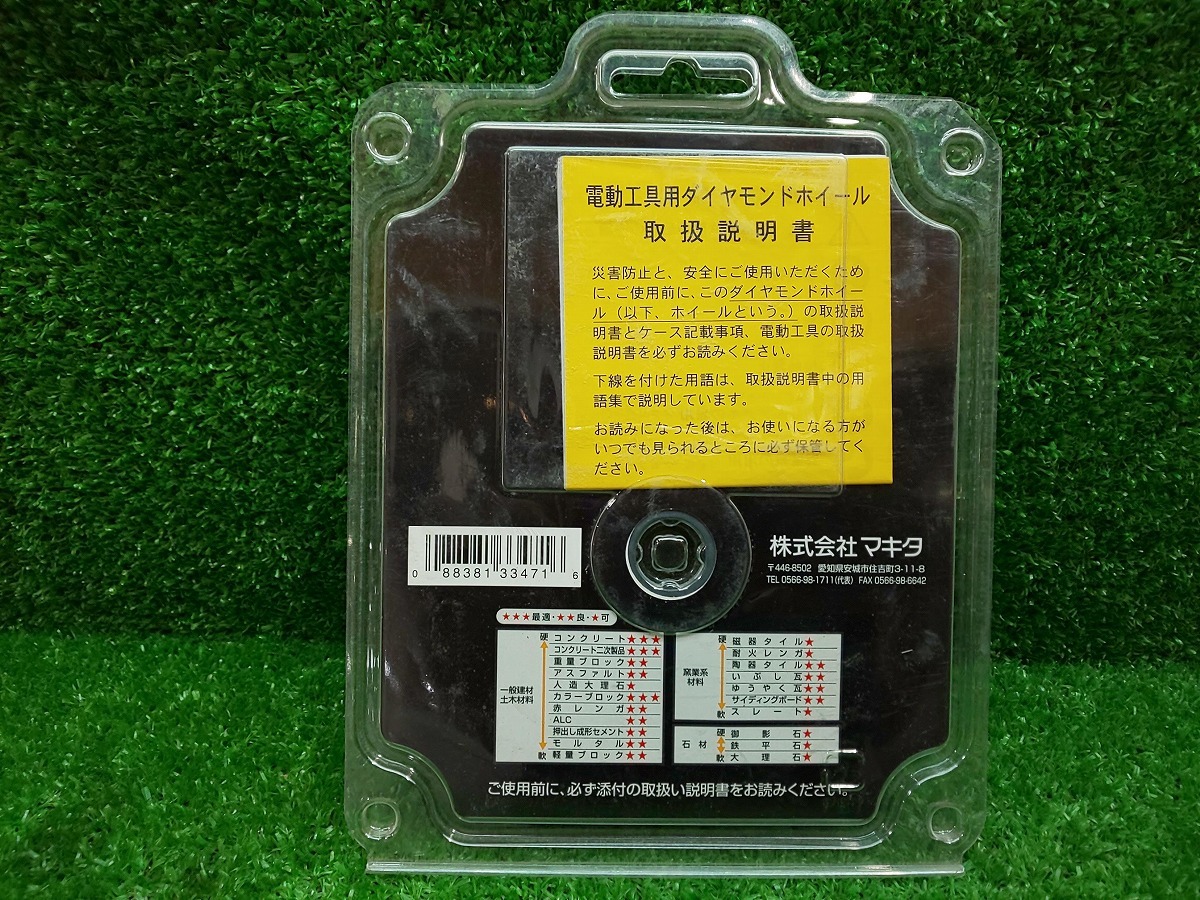 電動工具用ダイヤモンドホイール
取扱説明書
災害防止と、安全にご使用いただくため
に、ご使用前に、このダイヤモンドホイー
ル（以下、ホイールという。）の取扱説
明書とケース記載事項、電動工具の取扱
説明書を必ずお読みください。
下線を付けた用語は、取扱説明書中の用
語集で説明しています。
お読みになった後は、お使いになる方が
いつでも見られるところに必ず保管してく
ださい。
0 88381 33471 6
株式会社マキタ
〒446-8502 愛知県安城市住吉町3-11-8
TEL 0566-98-1711(代表) FAX 0566-98-6642
★★★最適・★★良・★可
一般建材
土木材料
硬
軟
コンクリート★★★
コンクリート二次製品★★★
重量ブロック★★
アスファルト★★
人造大理石★
カラーブロック★★★
赤レンガ★★
ALC ★★
押出し成形セメント★★
モルタル★★
軽量ブロック★★
窯業系
材料
硬
軟
磁器タイル★
耐火レンガ★
陶器タイル★★
いぶし瓦★★
ゆうやく瓦★★
サイディングボード★★
スレート★
石材
硬
軟
御影石★
鉄平石★
大理石★
ご使用前に、必ず添付の取扱い説明書をお読みください。